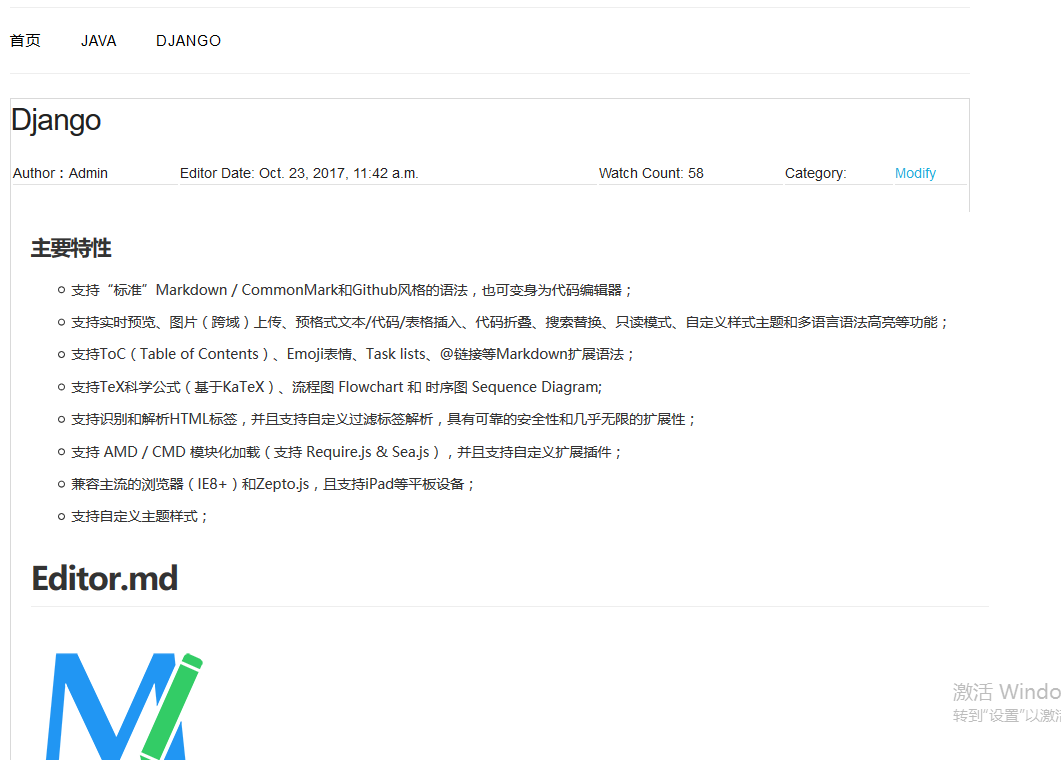 首页 JAVA DJANGO
Django
Author：Admin Editor Date: Oct. 23, 2017, 11:42 a.m. Watch Count: 58 Category: Modify
主要特性
支持“标准”Markdown / CommonMark和Github风格的语法，也可变身为代码编辑器；
支持实时预览、图片（跨域）上传、预格式文本/代码/表格插入、代码折叠、搜索替换、只读模式、自定义样式主题和多语言语法高亮等功能；
支持ToC（Table of Contents）、Emoji表情、Task lists、@链接等Markdown扩展语法；
支持TeX科学公式（基于KaTeX）、流程图 Flowchart 和 时序图 Sequence Diagram;
支持识别和解析HTML标签，并且支持自定义过滤标签解析，具有可靠的安全性和几乎无限的扩展性；
支持 AMD / CMD 模块化加载（支持 Require.js & Sea.js），并且支持自定义扩展插件；
兼容主流的浏览器（IE8+）和Zepto.js，且支持iPad等平板设备；
支持自定义主题样式；
Editor.md
激活 Windo
转到“设置”以激